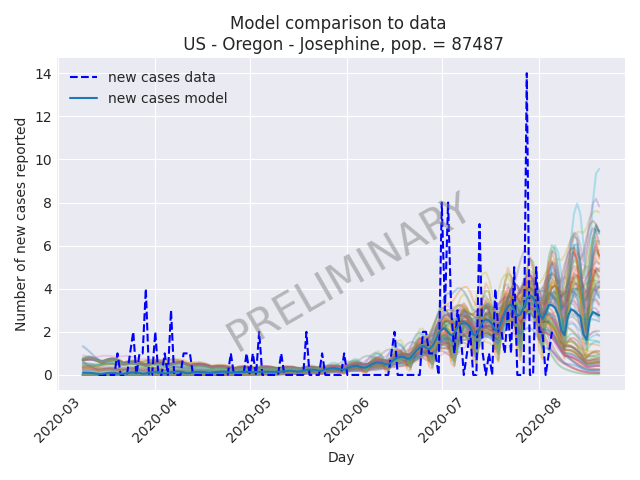 Model comparison to data
US - Oregon - Josephine, pop. = 87487
14
12
10
8
6
4
2
0
Number of new cases reported
new cases data
new cases model
PRELIMINARY
2020-03
2020-04
2020-05
2020-06
2020-07
2020-08
Day